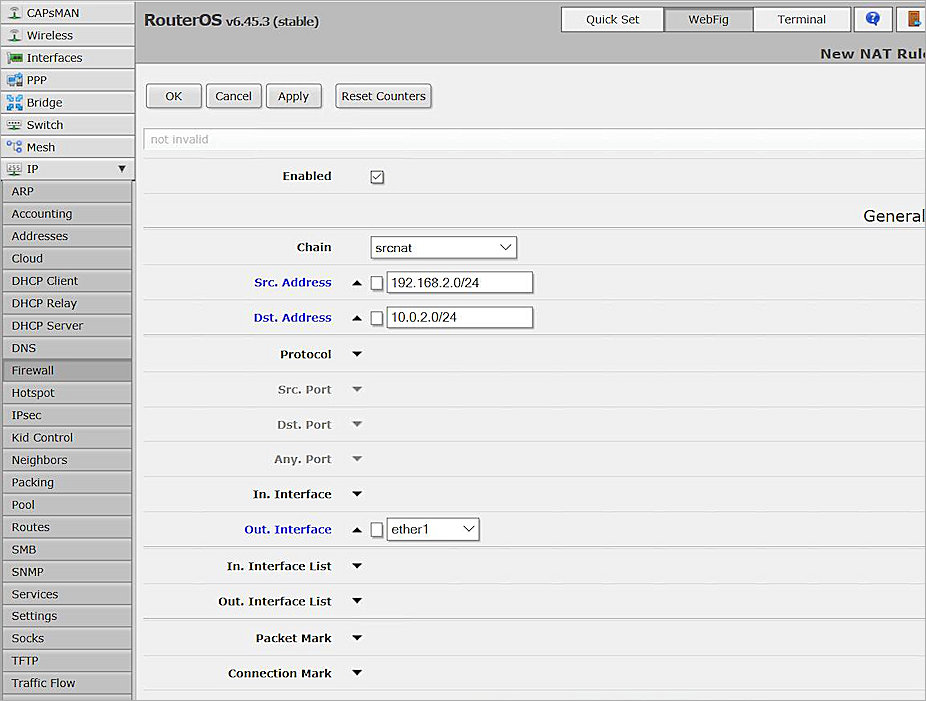 CAPsMAN
Wireless
Interfaces
PPP
Bridge
Switch
Mesh
IP
ARP
Accounting
Addresses
Cloud
DHCP Client
DHCP Relay
DHCP Server
DNS
Firewall
Hotspot
IPsec
Kid Control
Neighbors
Packing
Pool
Routes
SMB
SNMP
Services
Settings
Socks
TFTP
Traffic Flow
RouterOS v6.45.3 (stable)
Quick Set WebFig Terminal ?
New NAT Rule
OK Cancel Apply Reset Counters
not invalid
Enabled
General
Chain srcnat
Src. Address 192.168.2.0/24
Dst. Address 10.0.2.0/24
Protocol
Src. Port
Dst. Port
Any. Port
In. Interface
Out. Interface ether1
In. Interface List
Out. Interface List
Packet Mark
Connection Mark